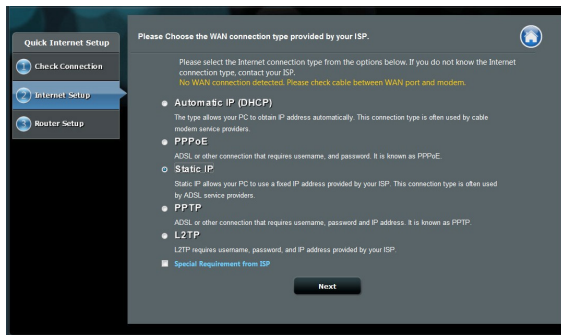 Quick Internet Setup
1 Check Connection
2 Internet Setup
3 Router Setup
Please Choose the WAN connection type provided by your ISP.
Please select the Internet connection type from the options below. If you do not know the Internet
connection type, contact your ISP.
No WAN connection detected. Please check cable between WAN port and modem.
Automatic IP (DHCP)
The type allows your PC to obtain IP address automatically. This connection type is often used by cable
modem service providers.
PPPoE
ADSL or other connection that requires username, and password. It is known as PPPoE.
Static IP
Static IP allows your PC to use a fixed IP address provided by your ISP. This connection type is often used
by ADSL service providers.
PPTP
ADSL or other connection that requires username, password and IP address. It is known as PPTP.
L2TP
L2TP requires username, password, and IP address provided by your ISP.
Special Requirement from ISP
Next